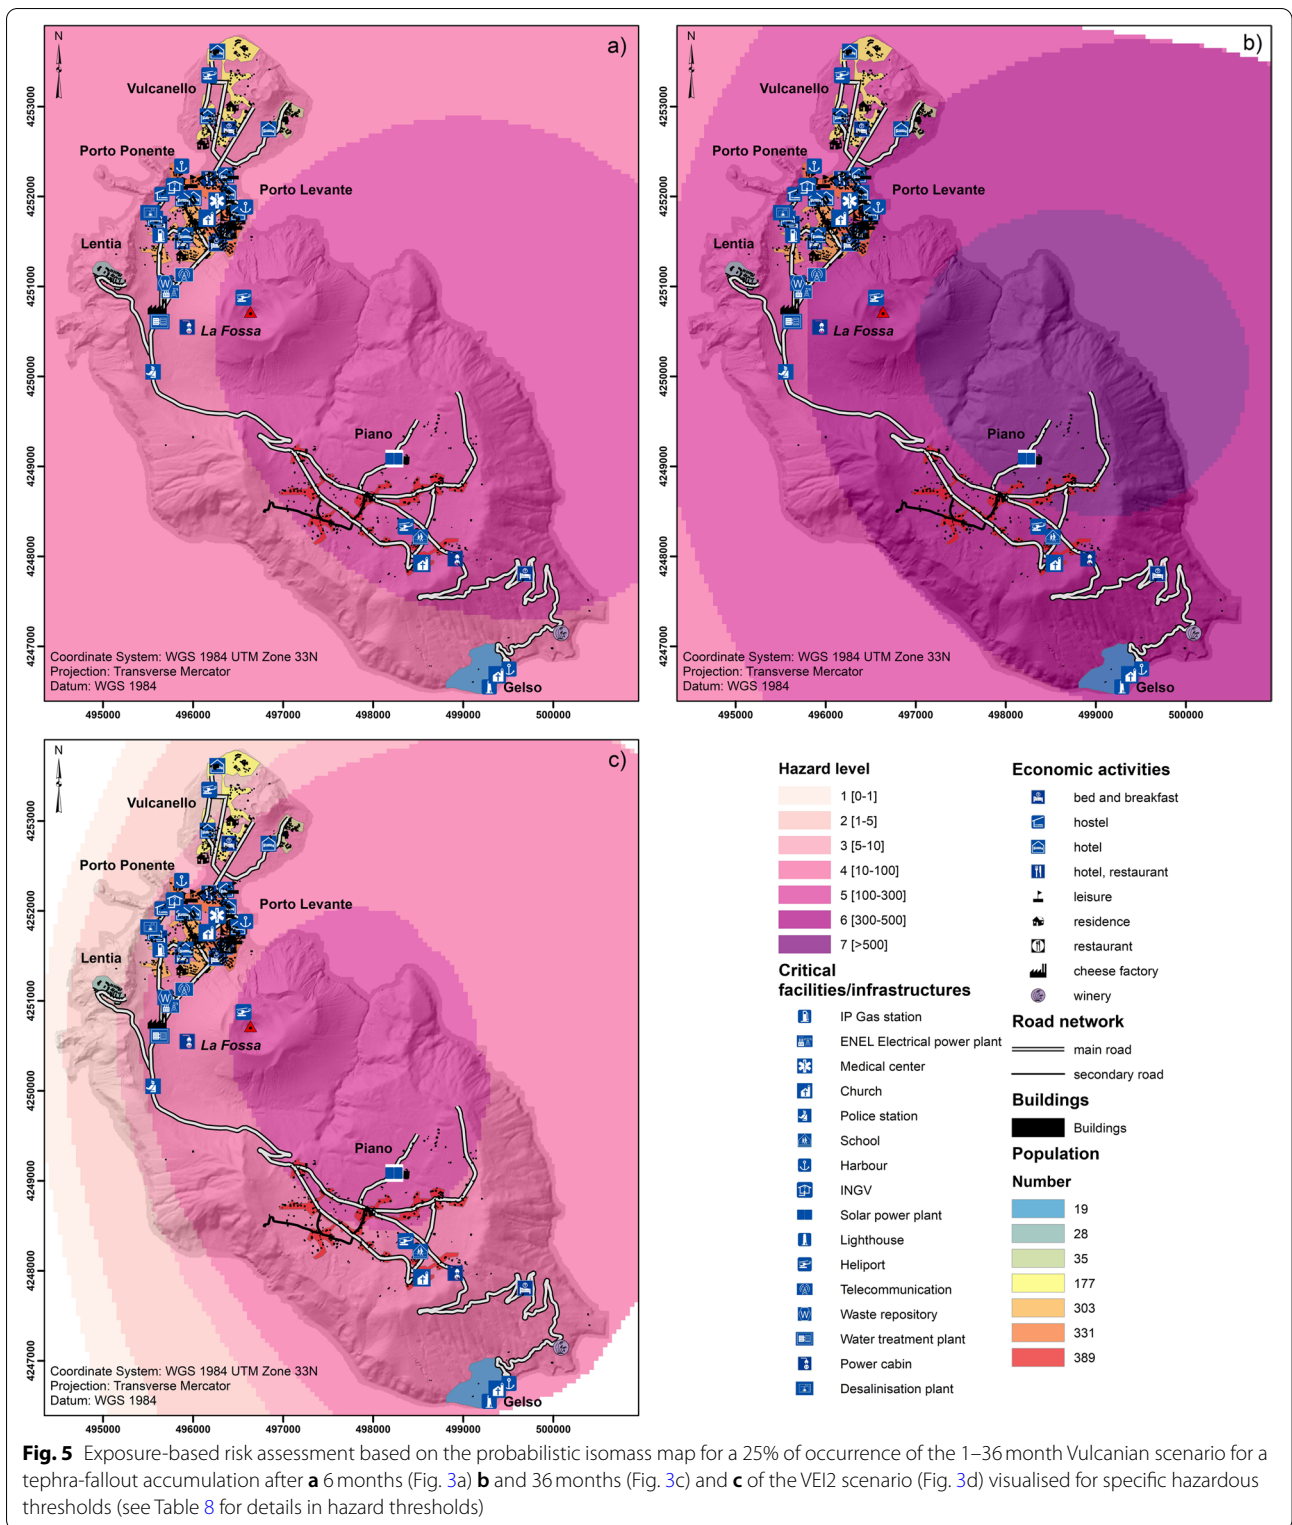 N
a)
Vulcanello
Porto Ponente
Porto Levante
Lentia
La Fossa
Piano
Gelso
Coordinate System: WGS 1984 UTM Zone 33N
Projection: Transverse Mercator
Datum: WGS 1984
4253000
4252000
4251000
4250000
4249000
4248000
4247000
495000 496000 497000 498000 499000 500000
N
b)
Vulcanello
Porto Ponente
Porto Levante
Lentia
La Fossa
Piano
Gelso
Coordinate System: WGS 1984 UTM Zone 33N
Projection: Transverse Mercator
Datum: WGS 1984
4253000
4252000
4251000
4250000
4249000
4248000
4247000
495000 496000 497000 498000 499000 500000
N
c)
Vulcanello
Porto Ponente
Porto Levante
Lentia
La Fossa
Piano
Gelso
Coordinate System: WGS 1984 UTM Zone 33N
Projection: Transverse Mercator
Datum: WGS 1984
4253000
4252000
4251000
4250000
4249000
4248000
4247000
495000 496000 497000 498000 499000 500000
Hazard level
1 [0-1]
2 [1-5]
3 [5-10]
4 [10-100]
5 [100-300]
6 [300-500]
7 [>500]
Critical
facilities/infrastructures
IP Gas station
ENEL Electrical power plant
Medical center
Church
Police station
School
Harbour
INGV
Solar power plant
Lighthouse
Heliport
Telecommunication
Waste repository
Water treatment plant
Power cabin
Desalinisation plant
Economic activities
bed and breakfast
hostel
hotel
hotel, restaurant
leisure
residence
restaurant
cheese factory
winery
Road network
main road
secondary road
Buildings
Buildings
Population
Number
19
28
35
177
303
331
389
Fig. 5 Exposure-based risk assessment based on the probabilistic isomass map for a 25% of occurrence of the 1–36 month Vulcanian scenario for a
tephra-fallout accumulation after a 6 months (Fig. 3a) b and 36 months (Fig. 3c) and c of the VEI2 scenario (Fig. 3d) visualised for specific hazardous
thresholds (see Table 8 for details in hazard thresholds)